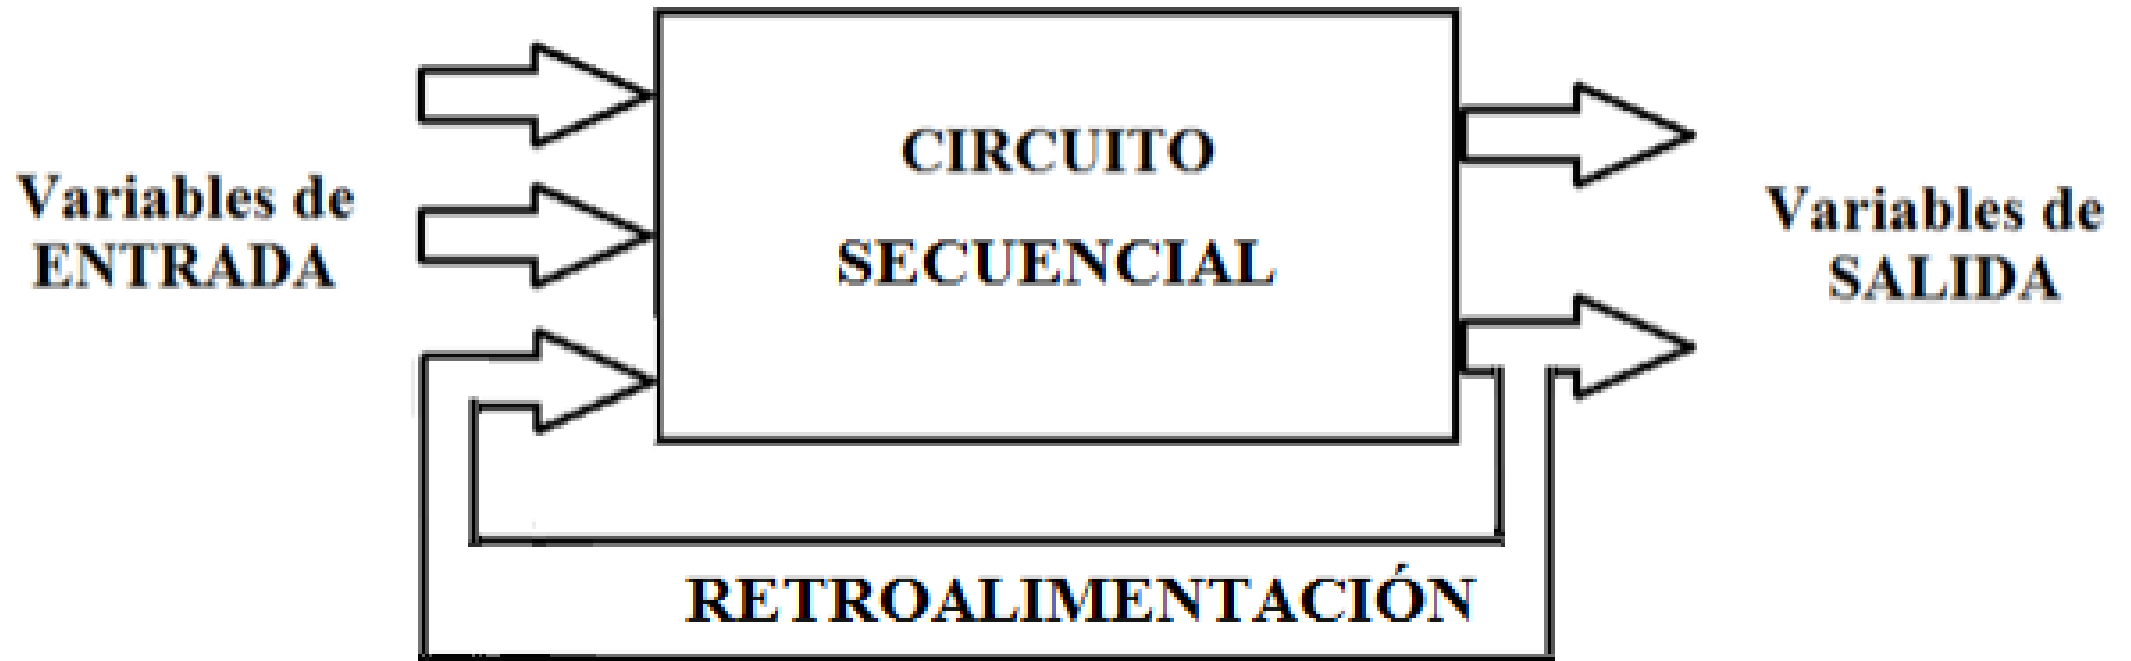 Variables de
ENTRADA
CIRCUITO
SECUENCIAL
Variables de
SALIDA
RETROALIMENTACIÓN